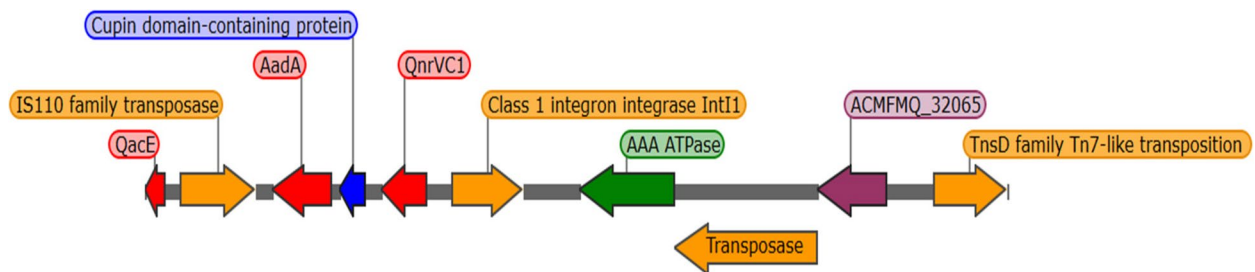 Cupin domain-containing protein
AadA
QnrVC1
IS110 family transposase
Class 1 integron integrase IntI1
ACMFMQ_32065
QacE
AAA ATPase
TnsD family Tn7-like transposition
Transposase